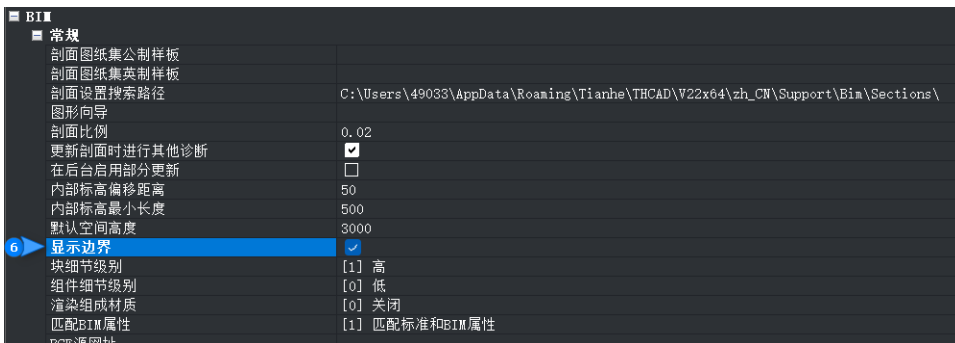 BIM
常规
剖面图纸集公制样板
剖面图纸集英制样板
剖面设置搜索路径 C:\Users\49033\AppData\Roaming\Tianhe\THCAD\V22x64\zh_CN\Support\Bim\Sections\
图形向导
剖面比例 0.02
更新剖面时进行其他诊断
在后台启用部分更新
内部标高偏移距离 50
内部标高最小长度 500
默认空间高度 3000
6 显示边界
块细节级别 [1] 高
组件细节级别 [0] 低
渲染组成材质 [0] 关闭
匹配BIM属性 [1] 匹配标准和BIM属性